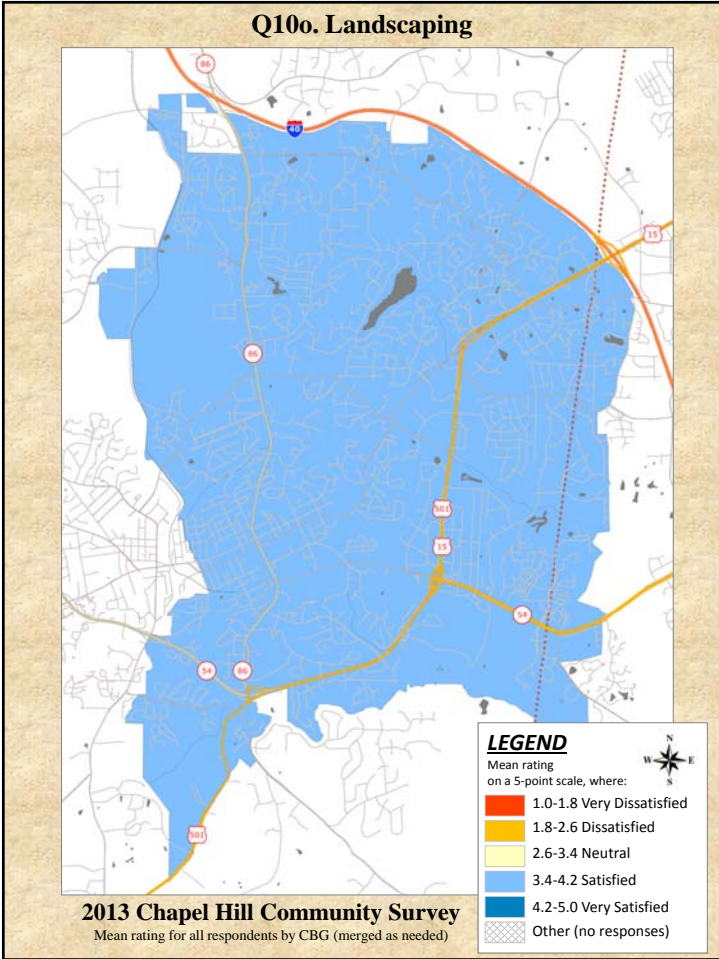 Q10o. Landscaping
86
40
15
86
501
15
54
54
86
501
LEGEND
Mean rating
on a 5-point scale, where:
N
W E
S
1.0-1.8 Very Dissatisfied
1.8-2.6 Dissatisfied
2.6-3.4 Neutral
3.4-4.2 Satisfied
4.2-5.0 Very Satisfied
Other (no responses)
2013 Chapel Hill Community Survey
Mean rating for all respondents by CBG (merged as needed)